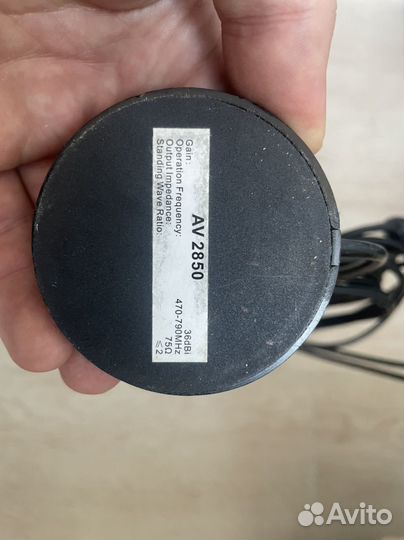 AV 2850
Gain: 36dBi
Operation Frequency: 470-790MHz
Output Impedance: 75Ω
Standing Wave Ratio: ≤2
Avito